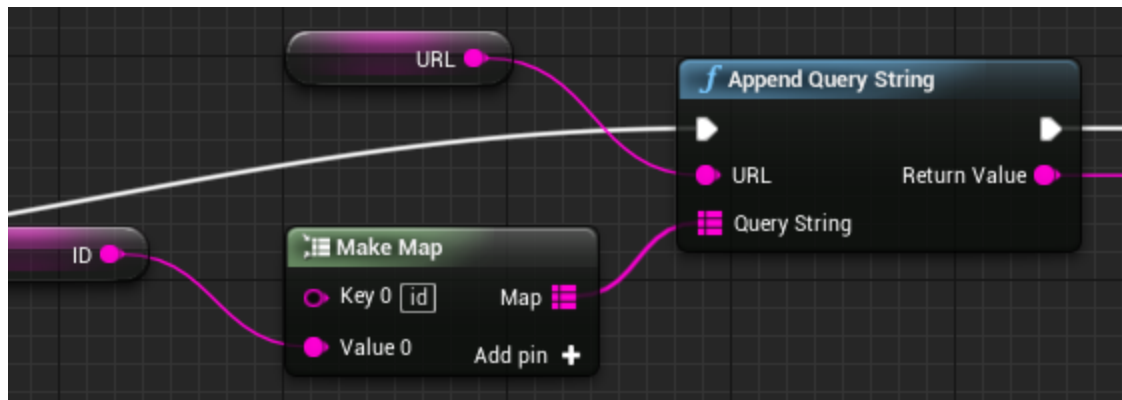 URL
Append Query String
URL
Return Value
Query String
ID
Make Map
Key 0 id
Map
Value 0
Add pin